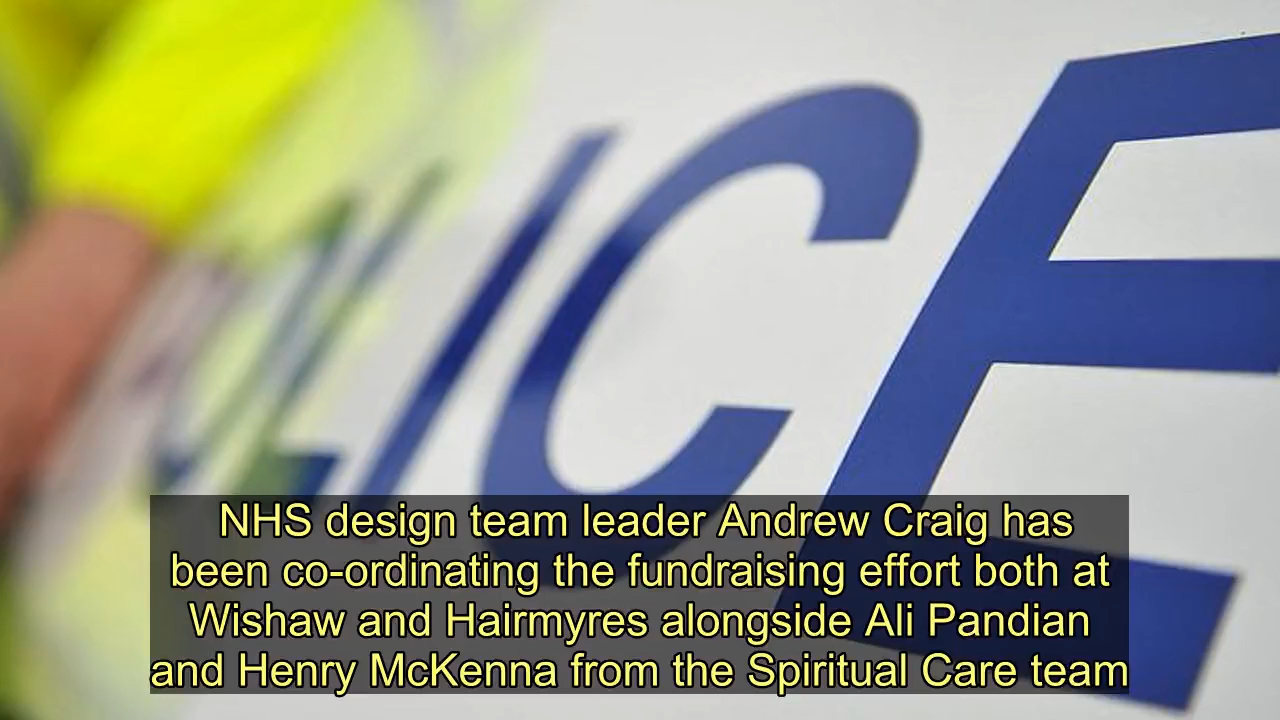 POLICE
NHS design team leader Andrew Craig has
been co-ordinating the fundraising effort both at
Wishaw and Hairmyres alongside Ali Pandian
and Henry McKenna from the Spiritual Care team